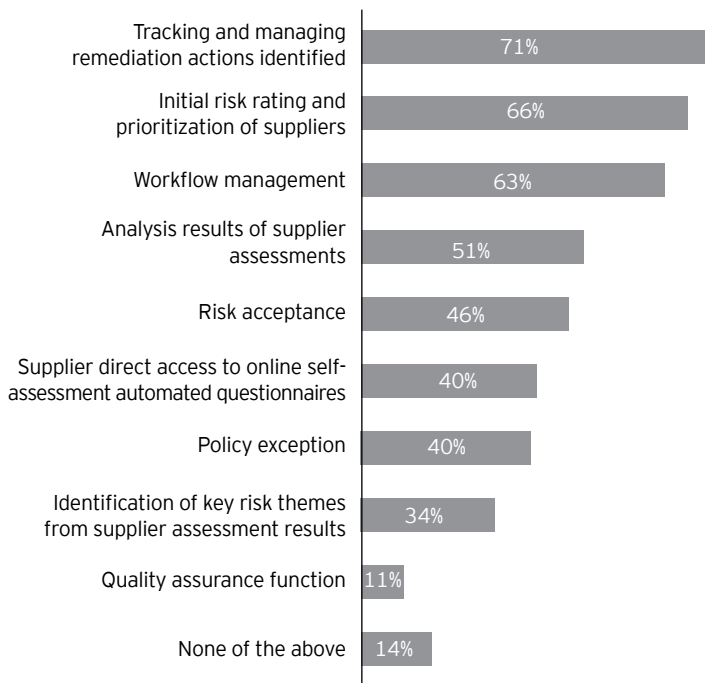 Tracking and managing
remediation actions identified
71%
Initial risk rating and
prioritization of suppliers
66%
Workflow management
63%
Analysis results of supplier
assessments
51%
Risk acceptance
46%
Supplier direct access to online self-
assessment automated questionnaires
40%
Policy exception
40%
Identification of key risk themes
from supplier assessment results
34%
Quality assurance function
11%
None of the above
14%